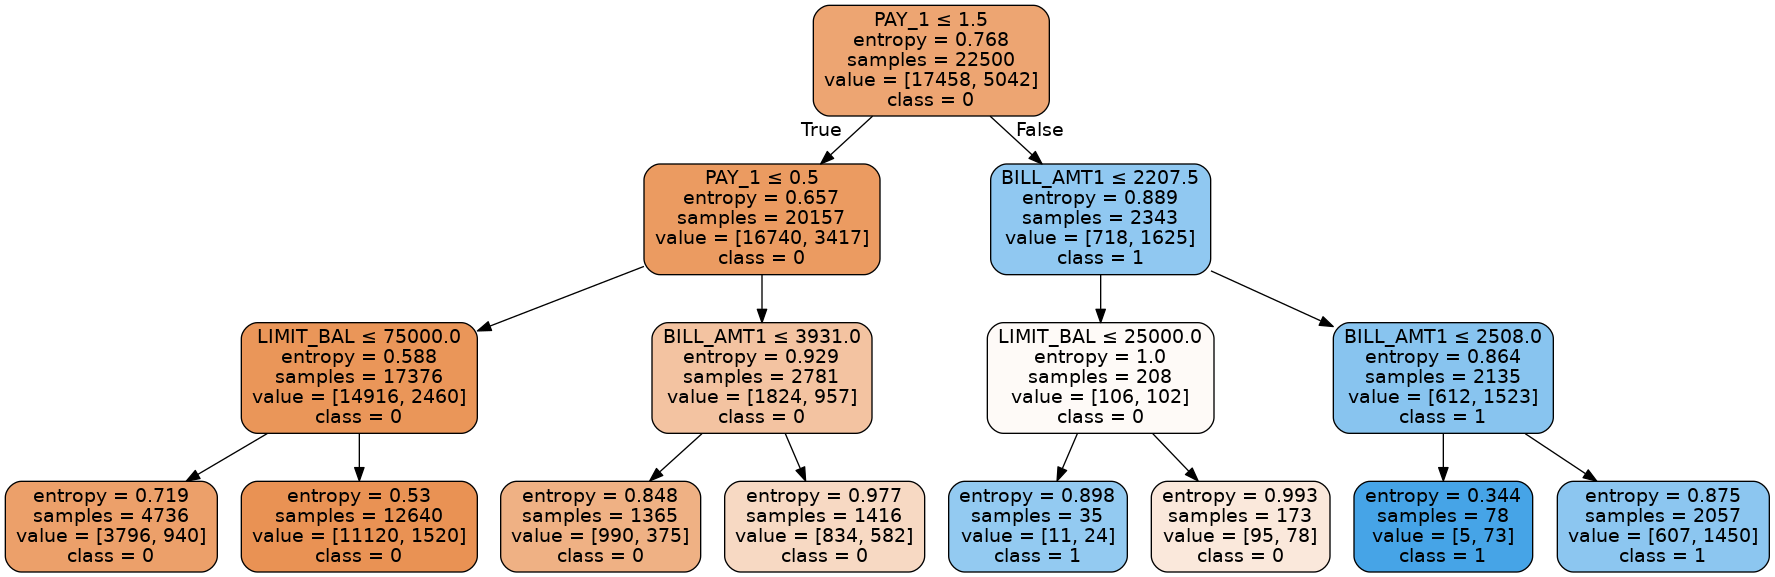 PAY_1 ≤ 1.5
entropy = 0.768
samples = 22500
value = [17458, 5042]
class = 0
True
False
PAY_1 ≤ 0.5
entropy = 0.657
samples = 20157
value = [16740, 3417]
class = 0
BILL_AMT1 ≤ 2207.5
entropy = 0.889
samples = 2343
value = [718, 1625]
class = 1
LIMIT_BAL ≤ 75000.0
entropy = 0.588
samples = 17376
value = [14916, 2460]
class = 0
BILL_AMT1 ≤ 3931.0
entropy = 0.929
samples = 2781
value = [1824, 957]
class = 0
LIMIT_BAL ≤ 25000.0
entropy = 1.0
samples = 208
value = [106, 102]
class = 0
BILL_AMT1 ≤ 2508.0
entropy = 0.864
samples = 2135
value = [612, 1523]
class = 1
entropy = 0.719
samples = 4736
value = [3796, 940]
class = 0
entropy = 0.53
samples = 12640
value = [11120, 1520]
class = 0
entropy = 0.848
samples = 1365
value = [990, 375]
class = 0
entropy = 0.977
samples = 1416
value = [834, 582]
class = 0
entropy = 0.898
samples = 35
value = [11, 24]
class = 1
entropy = 0.993
samples = 173
value = [95, 78]
class = 0
entropy = 0.344
samples = 78
value = [5, 73]
class = 1
entropy = 0.875
samples = 2057
value = [607, 1450]
class = 1